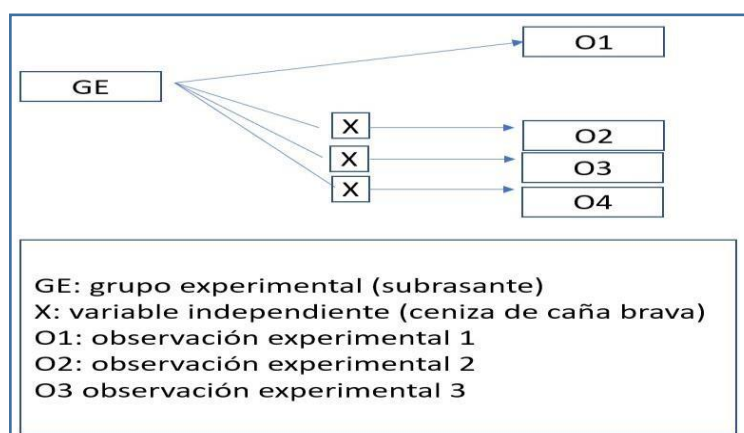 O1
GE
X
O2
X
O3
X
O4
GE: grupo experimental (subrasante)
X: variable independiente (ceniza de caña brava)
O1: observación experimental 1
O2: observación experimental 2
O3 observación experimental 3